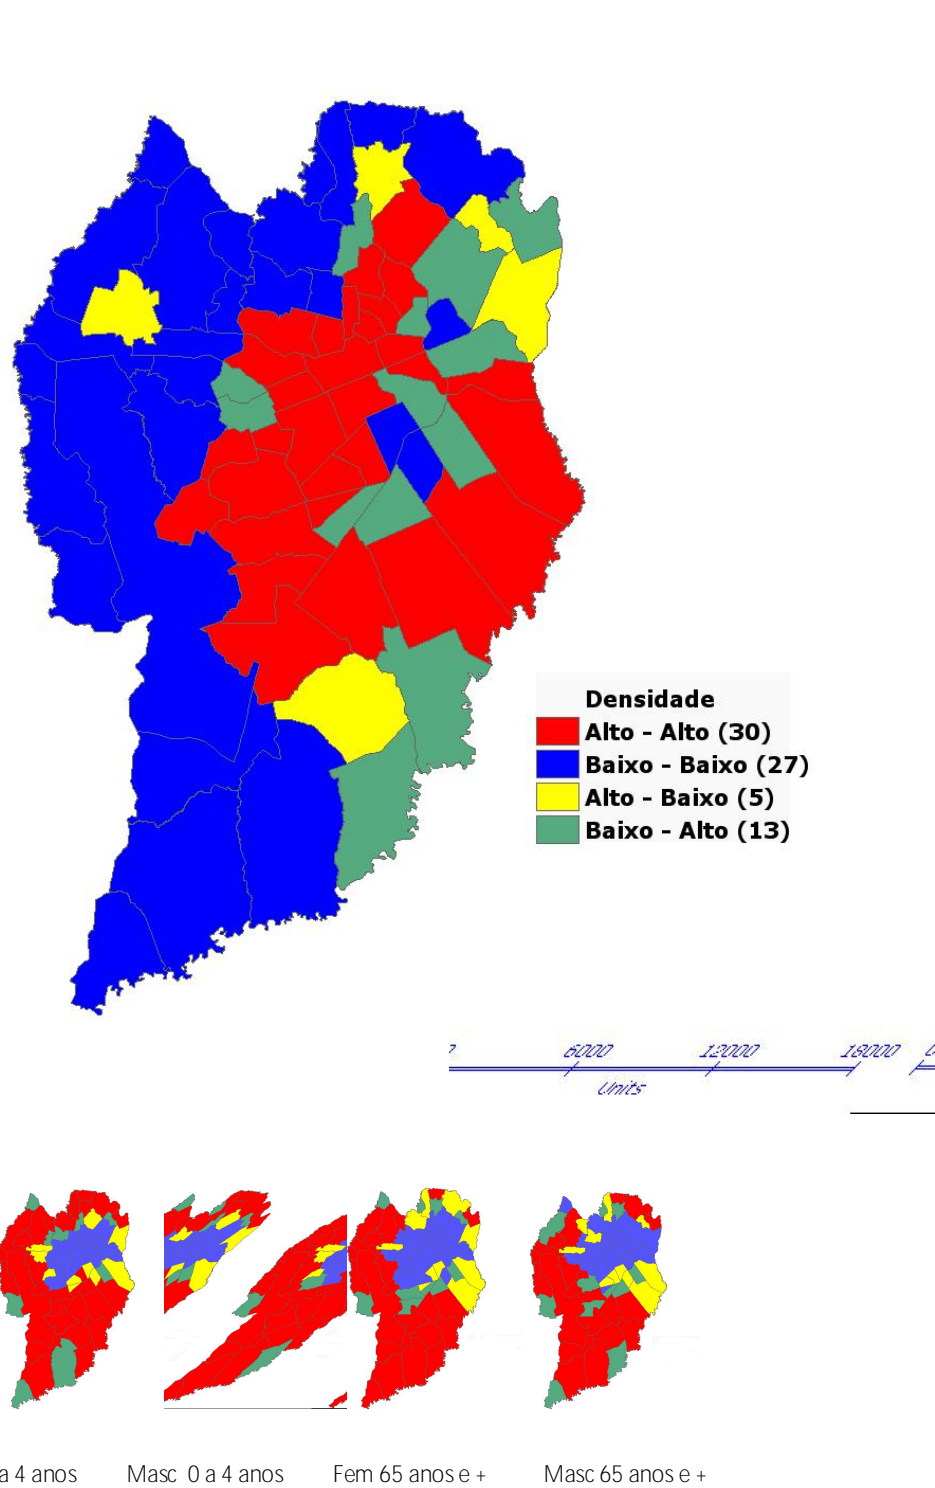 Densidade
Alto - Alto (30)
Baixo - Baixo (27)
Alto - Baixo (5)
Baixo - Alto (13)
6000 12000 18000
Units
a 4 anos Masc 0 a 4 anos Fem 65 anos e + Masc 65 anos e +